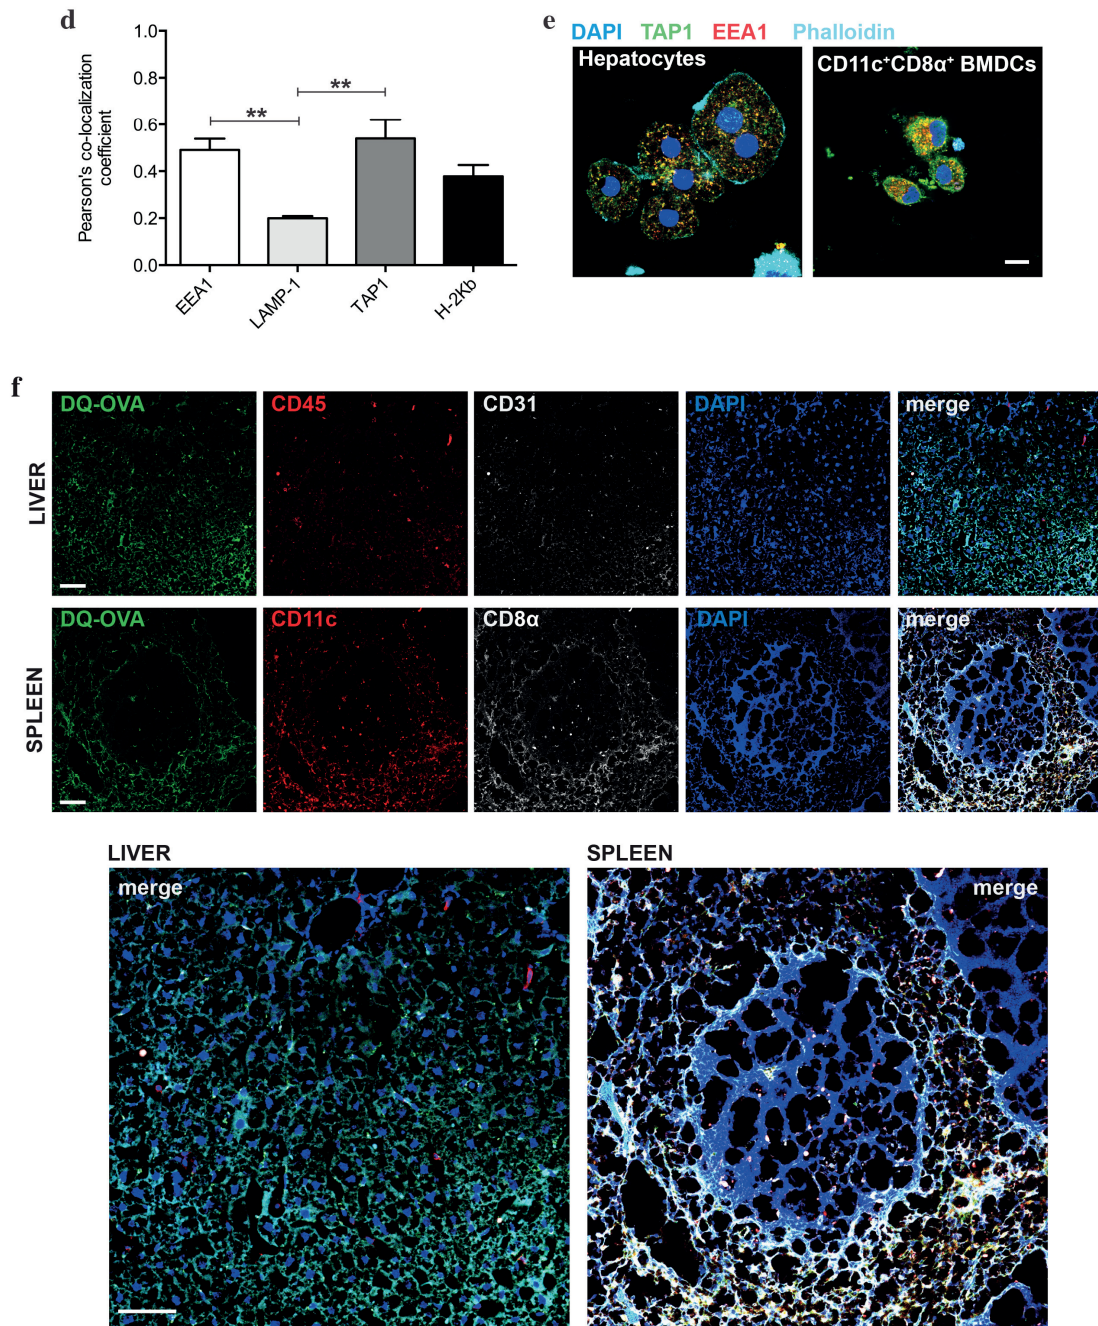 d
Pearson's co-localization
coefficient
1.0
0.8
0.6
0.4
0.2
0.0
**
**
EEA1
LAMP-1
TAP1
H-2Kb
e
DAPI TAP1 EEA1 Phalloidin
Hepatocytes
CD11c⁺CD8α⁺ BMDCs
f
LIVER
DQ-OVA
CD45
CD31
DAPI
merge
SPLEEN
DQ-OVA
CD11c
CD8α
DAPI
merge
LIVER
merge
SPLEEN
merge